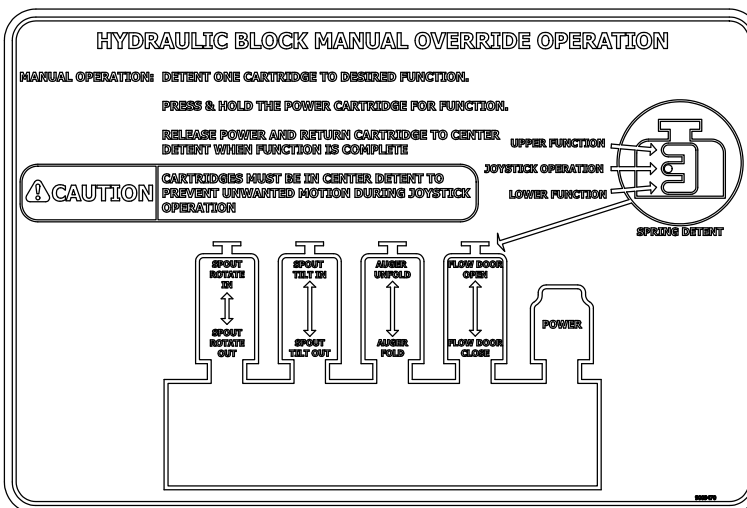 HYDRAULIC BLOCK MANUAL OVERRIDE OPERATION
MANUAL OPERATION: DETENT ONE CARTRIDGE TO DESIRED FUNCTION.
PRESS & HOLD THE POWER CARTRIDGE FOR FUNCTION.
RELEASE POWER AND RETURN CARTRIDGE TO CENTER
DETENT WHEN FUNCTION IS COMPLETE
UPPER FUNCTION
JOYSTICK OPERATION
LOWER FUNCTION
SPRING DETENT
CAUTION
CARTRIDGES MUST BE IN CENTER DETENT TO
PREVENT UNWANTED MOTION DURING JOYSTICK
OPERATION
SPOUT
ROTATE
IN
SPOUT
ROTATE
OUT
SPOUT
TILT IN
SPOUT
TILT OUT
AUGER
UNFOLD
AUGER
FOLD
FLOW DOOR
OPEN
FLOW DOOR
CLOSE
POWER